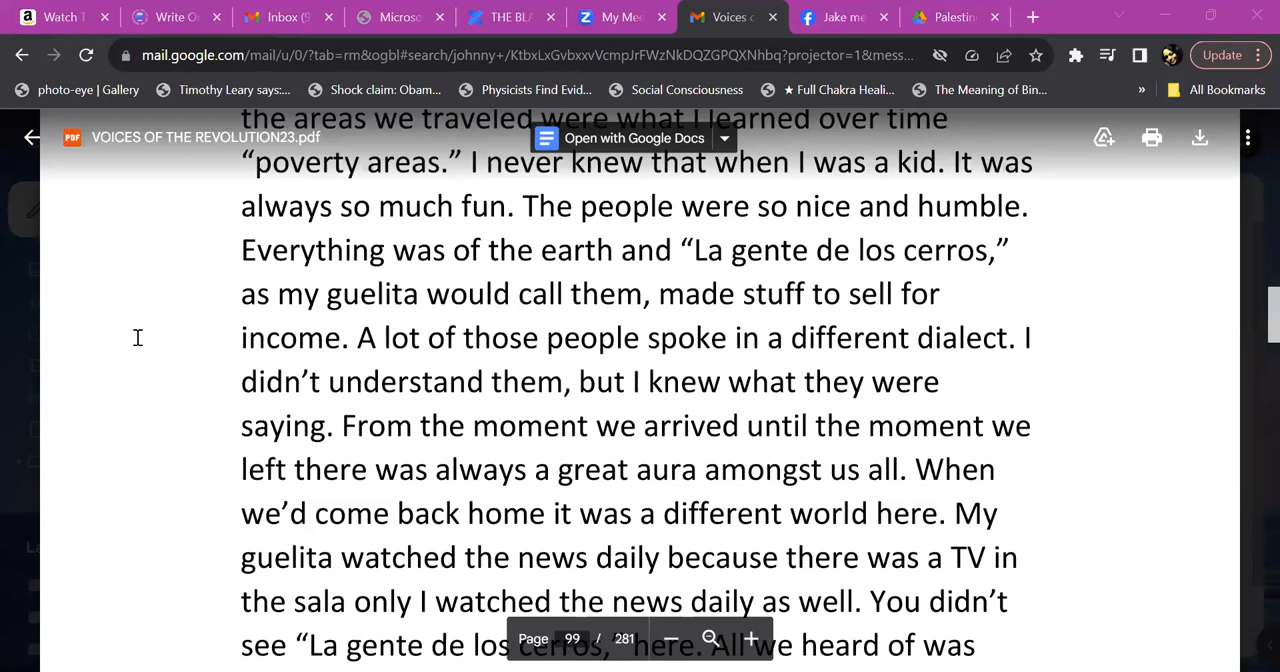 Watch T
Write Or
Inbox (9
Microso
THE BLA
My Mee
Voices o
Jake me
Palestin
mail.google.com/mail/u/0/?tab=rm&ogbl#search/johnny+/KtbxLxGvbxxvVcmpJrFWzNkDQZGPQXNhbq?projector=1&mess...
Update
photo-eye | Gallery
Timothy Leary says:...
Shock claim: Obam...
Physicists Find Evid...
Social Consciousness
★ Full Chakra Heali...
The Meaning of Bin...
»
All Bookmarks
the areas we traveled were what I learned over time
PDF VOICES OF THE REVOLUTION23.pdf
Open with Google Docs
“poverty areas.” I never knew that when I was a kid. It was
always so much fun. The people were so nice and humble.
Everything was of the earth and “La gente de los cerros,”
as my guelita would call them, made stuff to sell for
income. A lot of those people spoke in a different dialect. I
didn’t understand them, but I knew what they were
saying. From the moment we arrived until the moment we
left there was always a great aura amongst us all. When
we’d come back home it was a different world here. My
guelita watched the news daily because there was a TV in
the sala only I watched the news daily as well. You didn’t
see “La gente de los cerros,” here. All we heard of was
Page 99 / 281